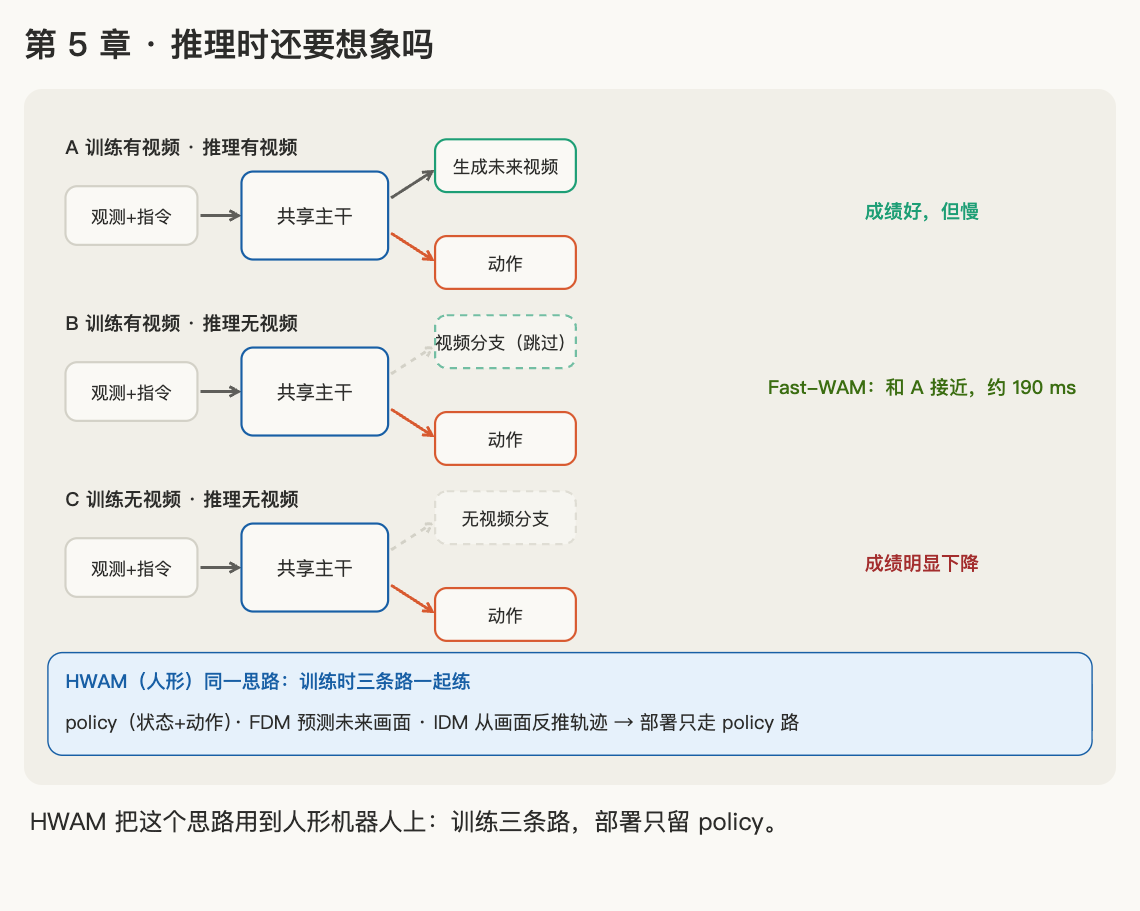 第 5 章 · 推理时还要想象吗
A 训练有视频 · 推理有视频
观测+指令
共享主干
生成未来视频
动作
成绩好，但慢
B 训练有视频 · 推理无视频
观测+指令
共享主干
视频分支（跳过）
动作
Fast-WAM：和 A 接近，约 190 ms
C 训练无视频 · 推理无视频
观测+指令
共享主干
无视频分支
动作
成绩明显下降
HWAM（人形）同一思路：训练时三条路一起练
policy（状态+动作）· FDM 预测未来画面 · IDM 从画面反推轨迹 → 部署只走 policy 路
HWAM 把这个思路用到人形机器人上：训练三条路，部署只留 policy。